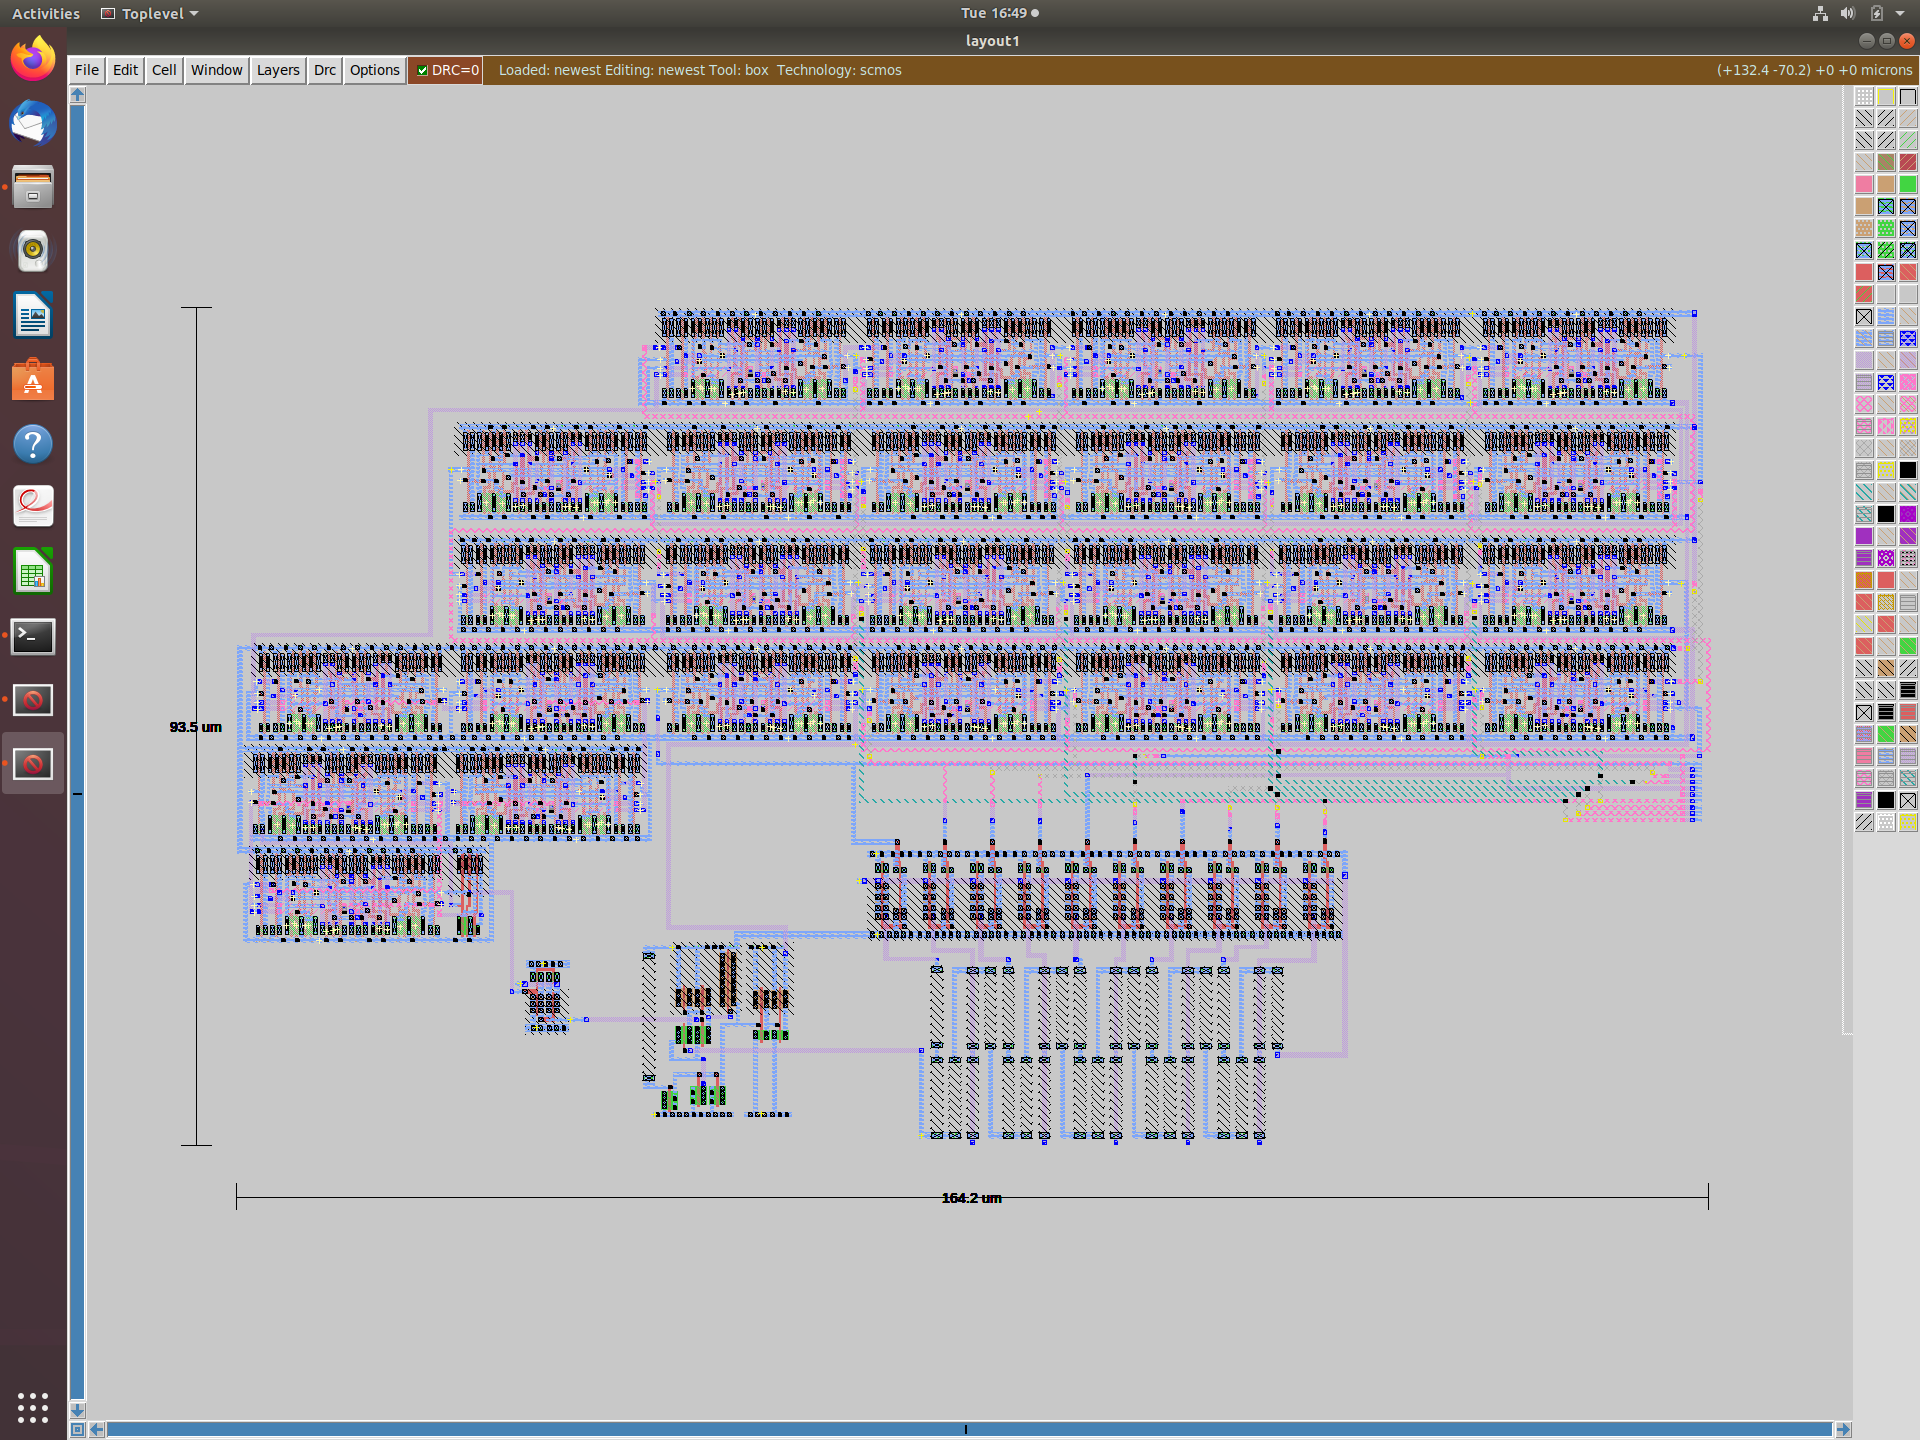 Activities Toplevel Tue 16:49
layout1
File Edit Cell Window Layers Drc Options DRC=0 Loaded: newest Editing: newest Tool: box Technology: scmos (+132.4 -70.2) +0 +0 microns
93.5 um
164.2 um